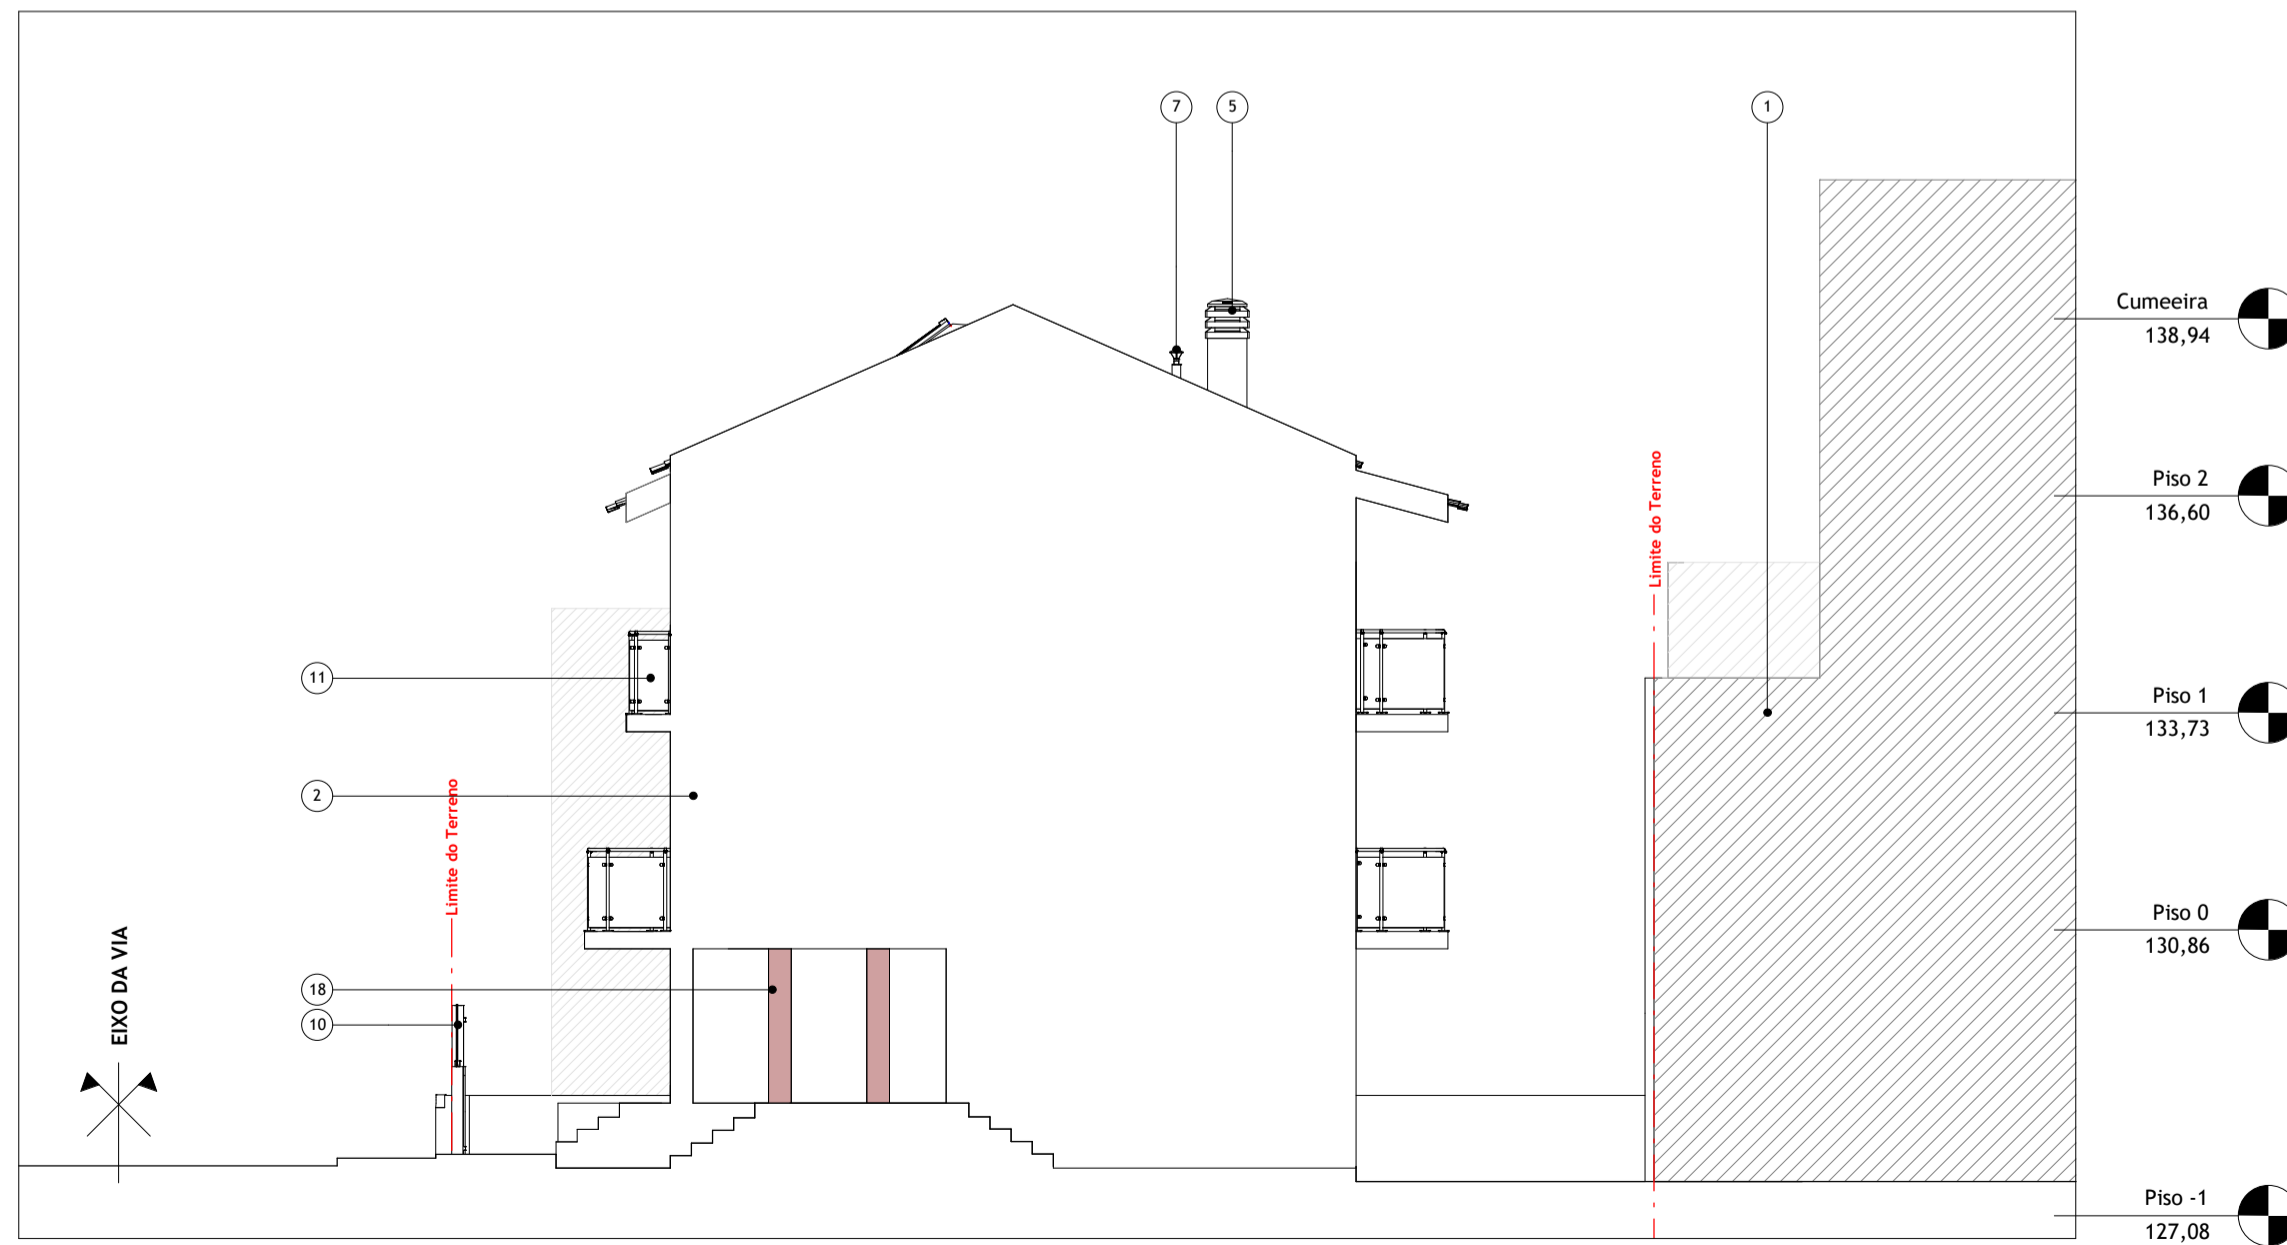 7
5
1
Cumeeira
138,94
Piso 2
136,60
Limite do Terreno
11
Piso 1
133,73
2
Limite do Terreno
Piso 0
130,86
EIXO DA VIA
18
10
Piso -1
127,08